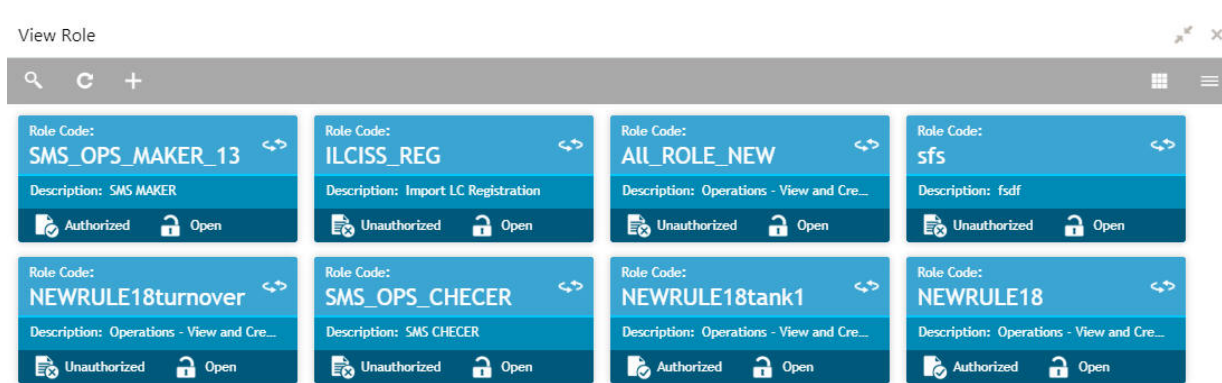 View Role
Role Code:
SMS_OPS_MAKER_13
Description: SMS MAKER
Authorized Open
Role Code:
ILCISS_REG
Description: Import LC Registration
Unauthorized Open
Role Code:
All_ROLE_NEW
Description: Operations - View and Cre...
Unauthorized Open
Role Code:
sfs
Description: fsdf
Unauthorized Open
Role Code:
NEWRULE18turnover
Description: Operations - View and Cre...
Unauthorized Open
Role Code:
SMS_OPS_CHECER
Description: SMS CHECER
Unauthorized Open
Role Code:
NEWRULE18tank1
Description: Operations - View and Cre...
Authorized Open
Role Code:
NEWRULE18
Description: Operations - View and Cre...
Authorized Open